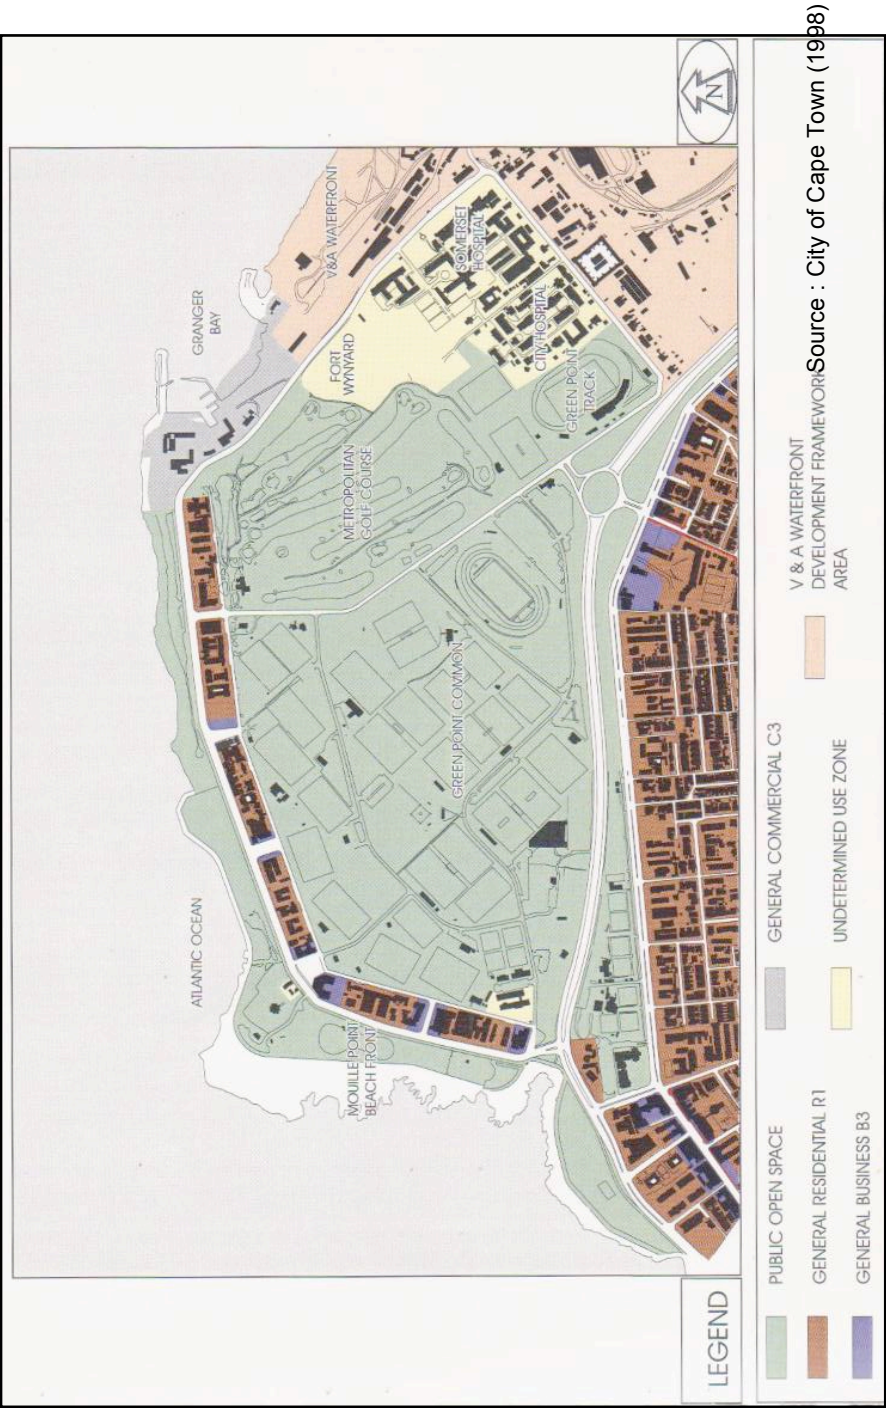 N
V&A WATERFRONT
SOMERSET
HOSPITAL
GRANGER
BAY
CITY HOSPITAL
FORT
WYNYARD
GREEN POINT
TRACK
METROPOLITAN
GOLF COURSE
GREEN POINT COMMON
ATLANTIC OCEAN
MOUILLE POINT
BEACH FRONT
LEGEND
PUBLIC OPEN SPACE
GENERAL RESIDENTIAL R1
GENERAL BUSINESS B3
GENERAL COMMERCIAL C3
UNDETERMINED USE ZONE
V & A WATERFRONT
DEVELOPMENT FRAMEWORK
AREA
Source : City of Cape Town (1998)